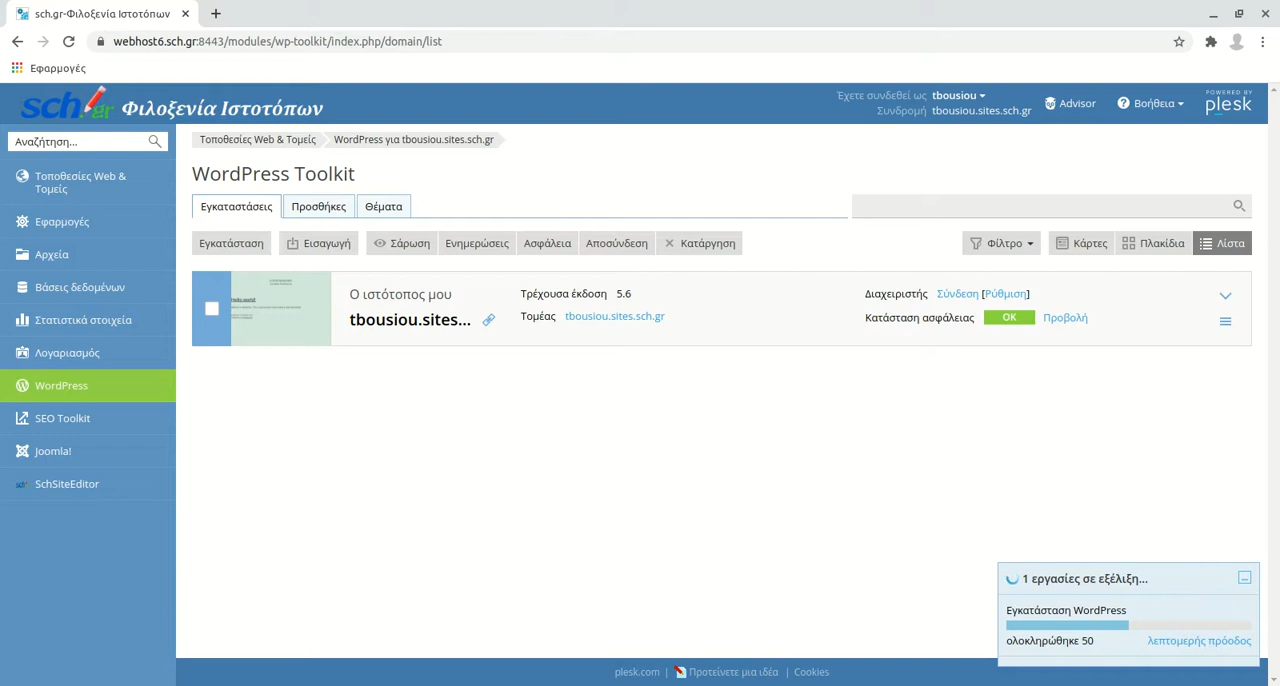 sch.gr-Φιλοξενία Ιστοτόπων
webhost6.sch.gr:8443/modules/wp-toolkit/index.php/domain/list
Εφαρμογές
sch.gr Φιλοξενία Ιστοτόπων
Έχετε συνδεθεί ως tbousiou
Συνδρομή tbousiou.sites.sch.gr
Advisor
Βοήθεια
POWERED BY
plesk
Αναζήτηση...
Τοποθεσίες Web & Τομείς
Εφαρμογές
Αρχεία
Βάσεις δεδομένων
Στατιστικά στοιχεία
Λογαριασμός
WordPress
SEO Toolkit
Joomla!
SchSiteEditor
Τοποθεσίες Web & Τομείς WordPress για tbousiou.sites.sch.gr
WordPress Toolkit
Εγκαταστάσεις Προσθήκες Θέματα
Εγκατάσταση Εισαγωγή Σάρωση Ενημερώσεις Ασφάλεια Αποσύνδεση Κατάργηση Φίλτρο Κάρτες Πλακίδια Λίστα
Ο ιστότοπος μου
tbousiou.sites...
Τρέχουσα έκδοση 5.6
Τομέας tbousiou.sites.sch.gr
Διαχειριστής Σύνδεση [Ρύθμιση]
Κατάσταση ασφάλειας OK Προβολή
1 εργασίες σε εξέλιξη...
Εγκατάσταση WordPress
ολοκληρώθηκε 50 λεπτομερής πρόοδος
plesk.com | Προτείνετε μια ιδέα | Cookies